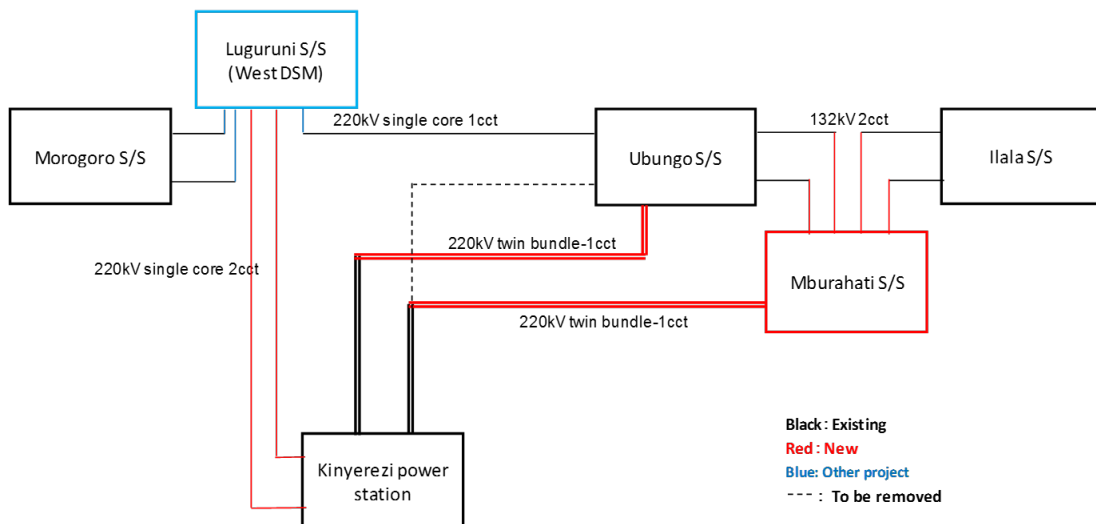 Luguruni S/S
(West DSM)
Morogoro S/S
220kV single core 1cct
Ubungo S/S
132kV 2cct
Ilala S/S
220kV twin bundle-1cct
220kV single core 2cct
Mburahati S/S
220kV twin bundle-1cct
Black: Existing
Red: New
Blue: Other project
----: To be removed
Kinyerezi power
station